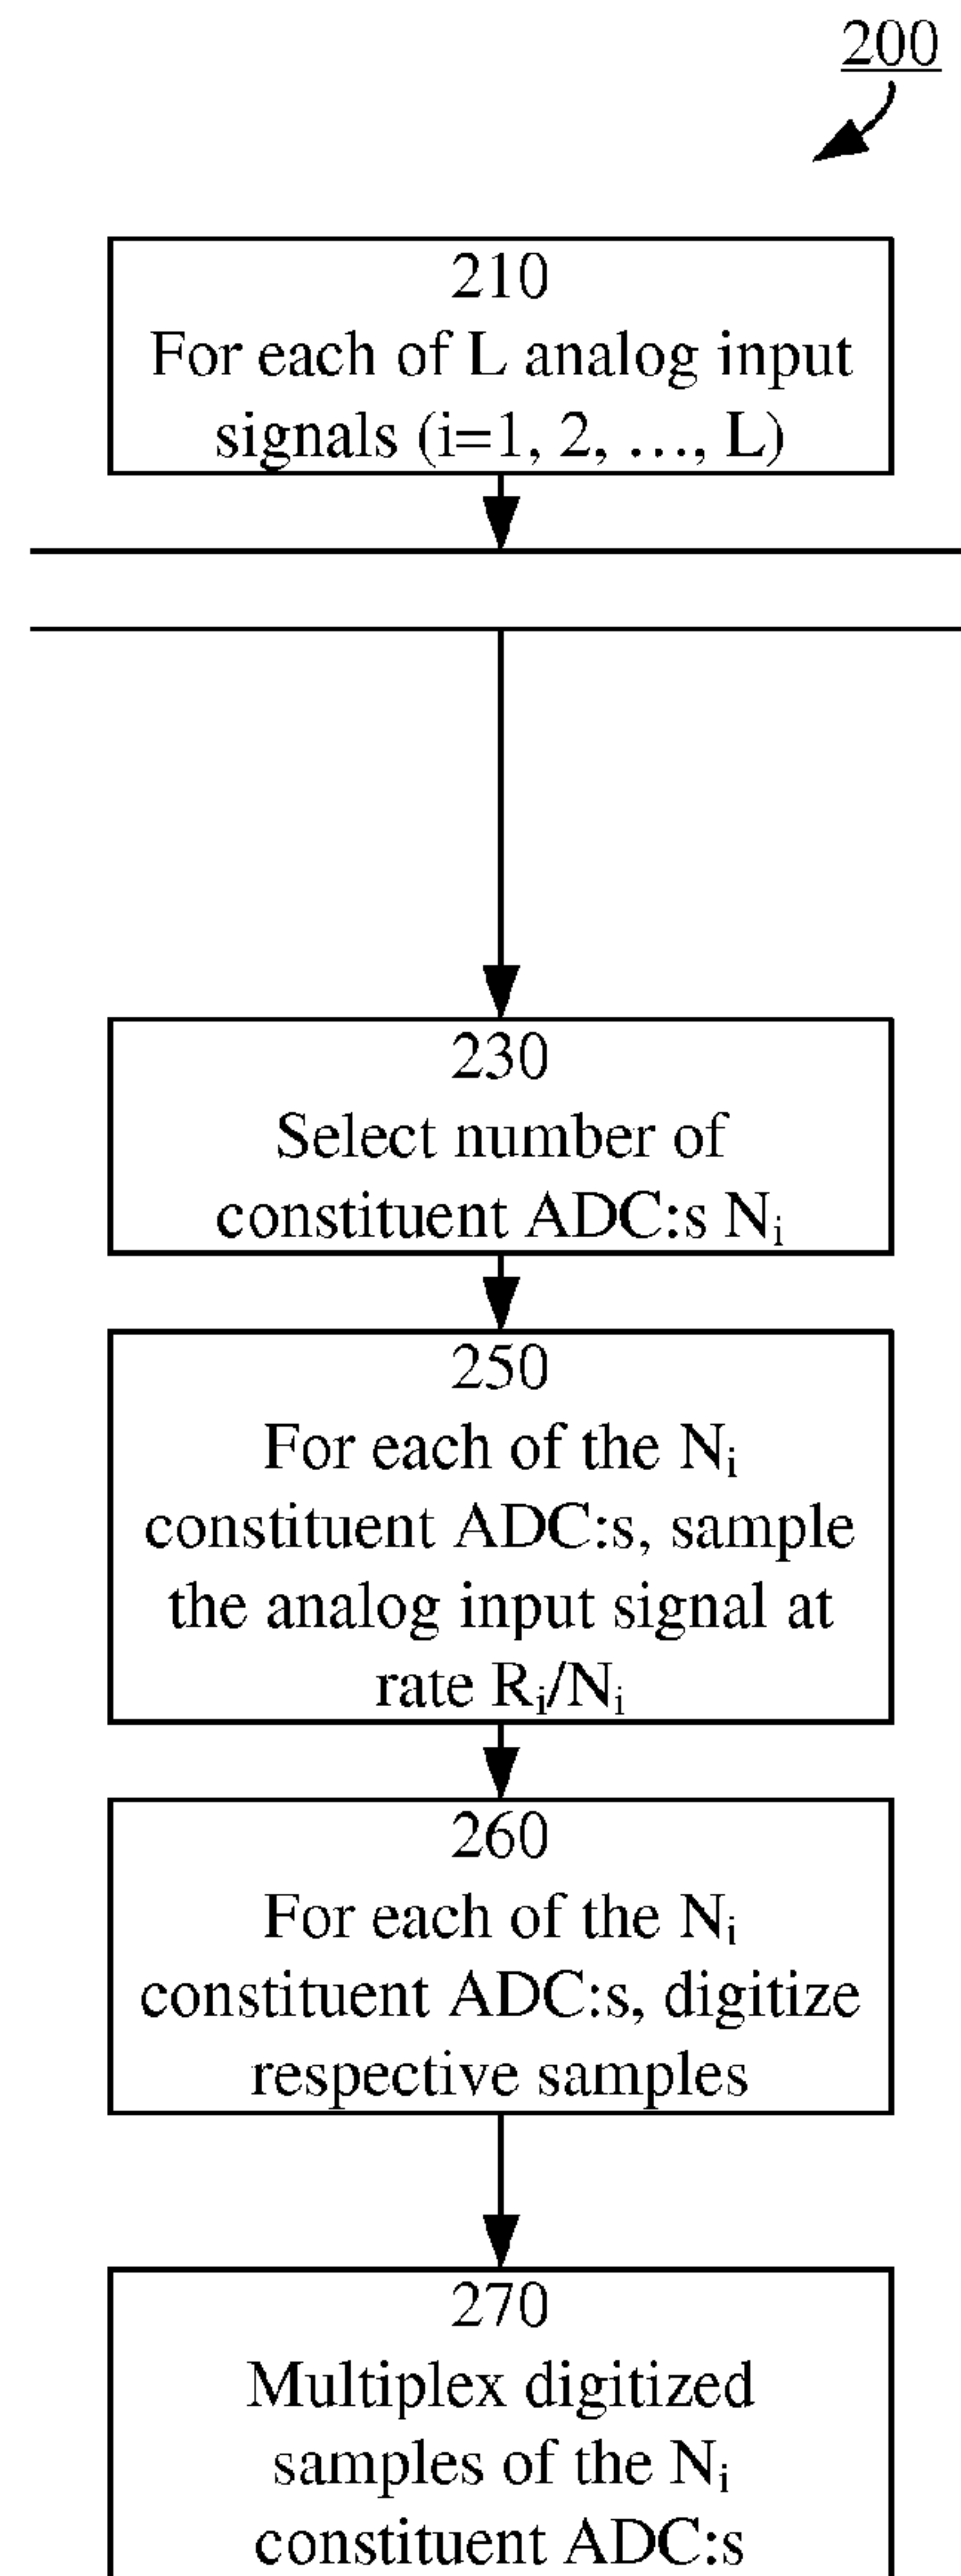 200
210
For each of L analog input
signals (i=1, 2, …, L)
230
Select number of
constituent ADC:s Nᵢ
250
For each of the Nᵢ
constituent ADC:s, sample
the analog input signal at
rate Rᵢ/Nᵢ
260
For each of the Nᵢ
constituent ADC:s, digitize
respective samples
270
Multiplex digitized
samples of the Nᵢ
constituent ADC:s